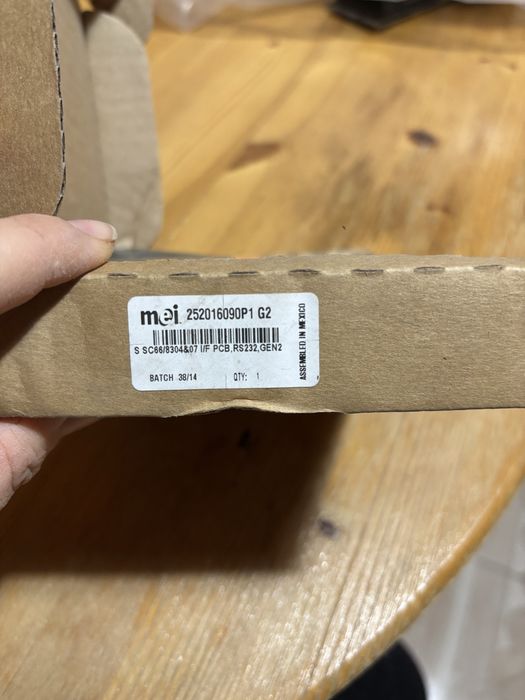 mei 252016090P1 G2
S SC66/8304&07 I/F PCB,RS232,GEN2
BATCH 38/14 QTY: 1
ASSEMBLED IN MEXICO